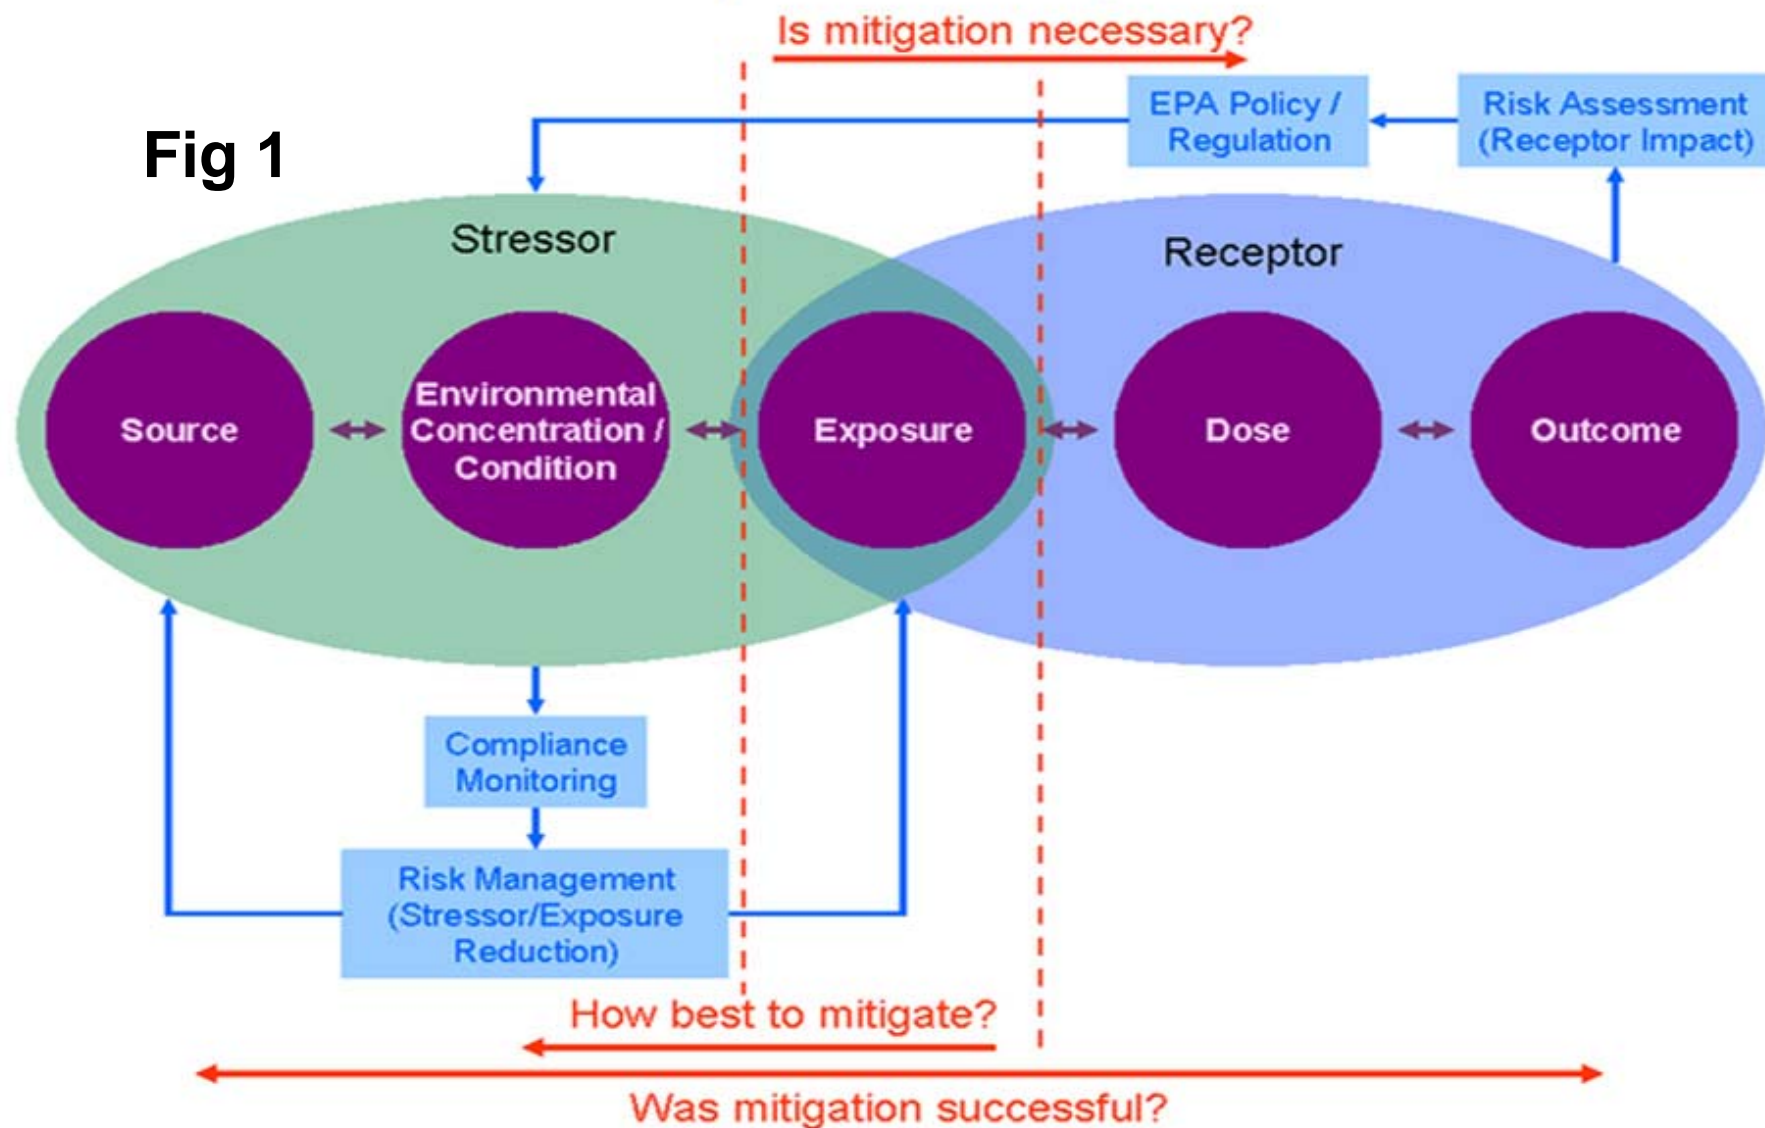 Is mitigation necessary?
EPA Policy /
Regulation
Risk Assessment
(Receptor Impact)
Fig 1
Stressor
Receptor
Source
Environmental
Concentration /
Condition
Exposure
Dose
Outcome
Compliance
Monitoring
Risk Management
(Stressor/Exposure
Reduction)
How best to mitigate?
Was mitigation successful?